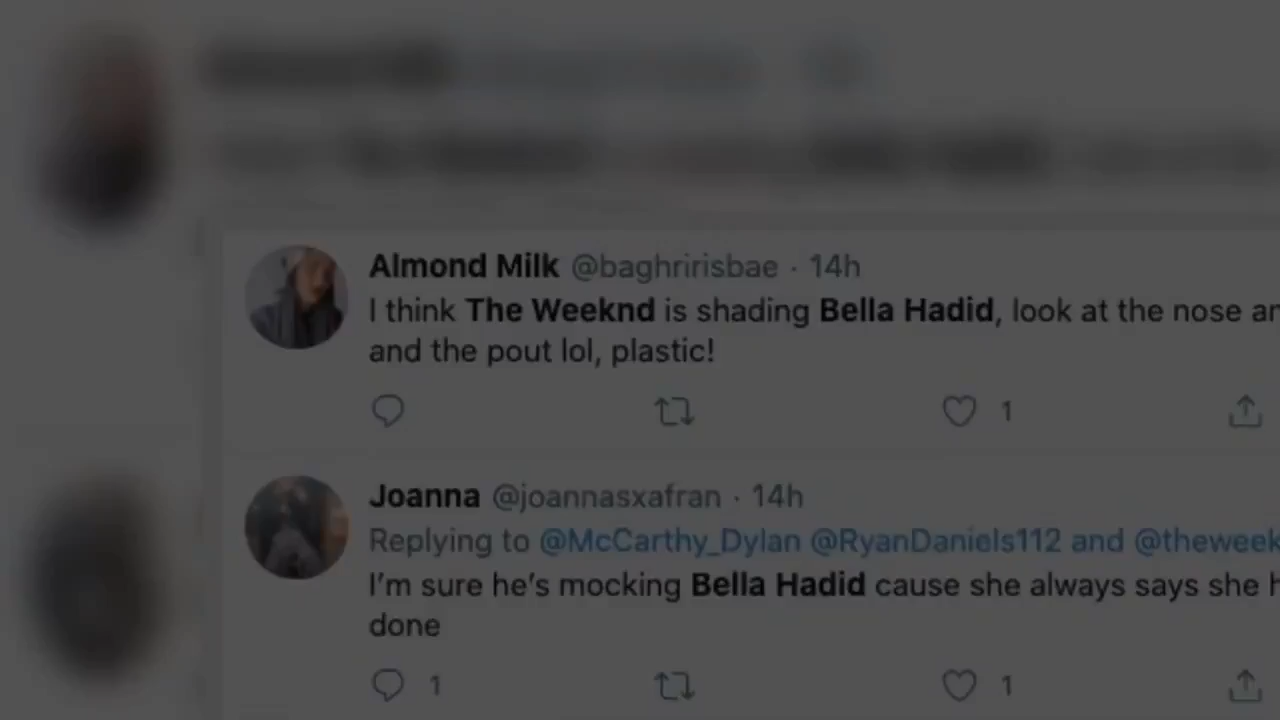 Almond Milk @baghririsbae · 14h
I think The Weeknd is shading Bella Hadid, look at the nose
and the pout lol, plastic!
1
Joanna @joannasxafran · 14h
Replying to @McCarthy_Dylan @RyanDaniels112 and @theweek
I'm sure he's mocking Bella Hadid cause she always says she
done
1 1